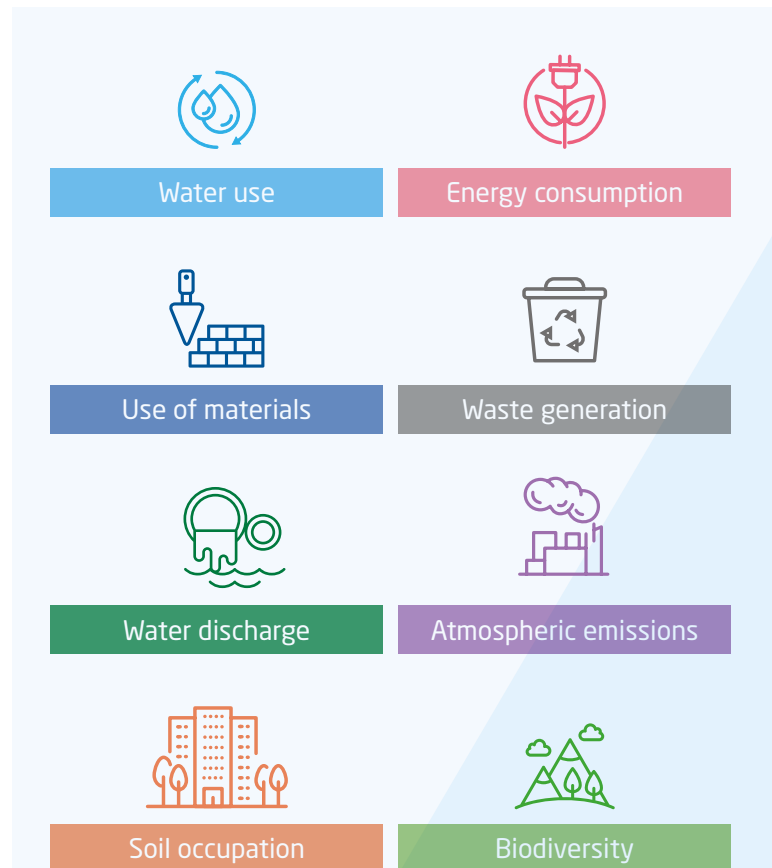 Water use
Energy consumption
Use of materials
Waste generation
Water discharge
Atmospheric emissions
Soil occupation
Biodiversity